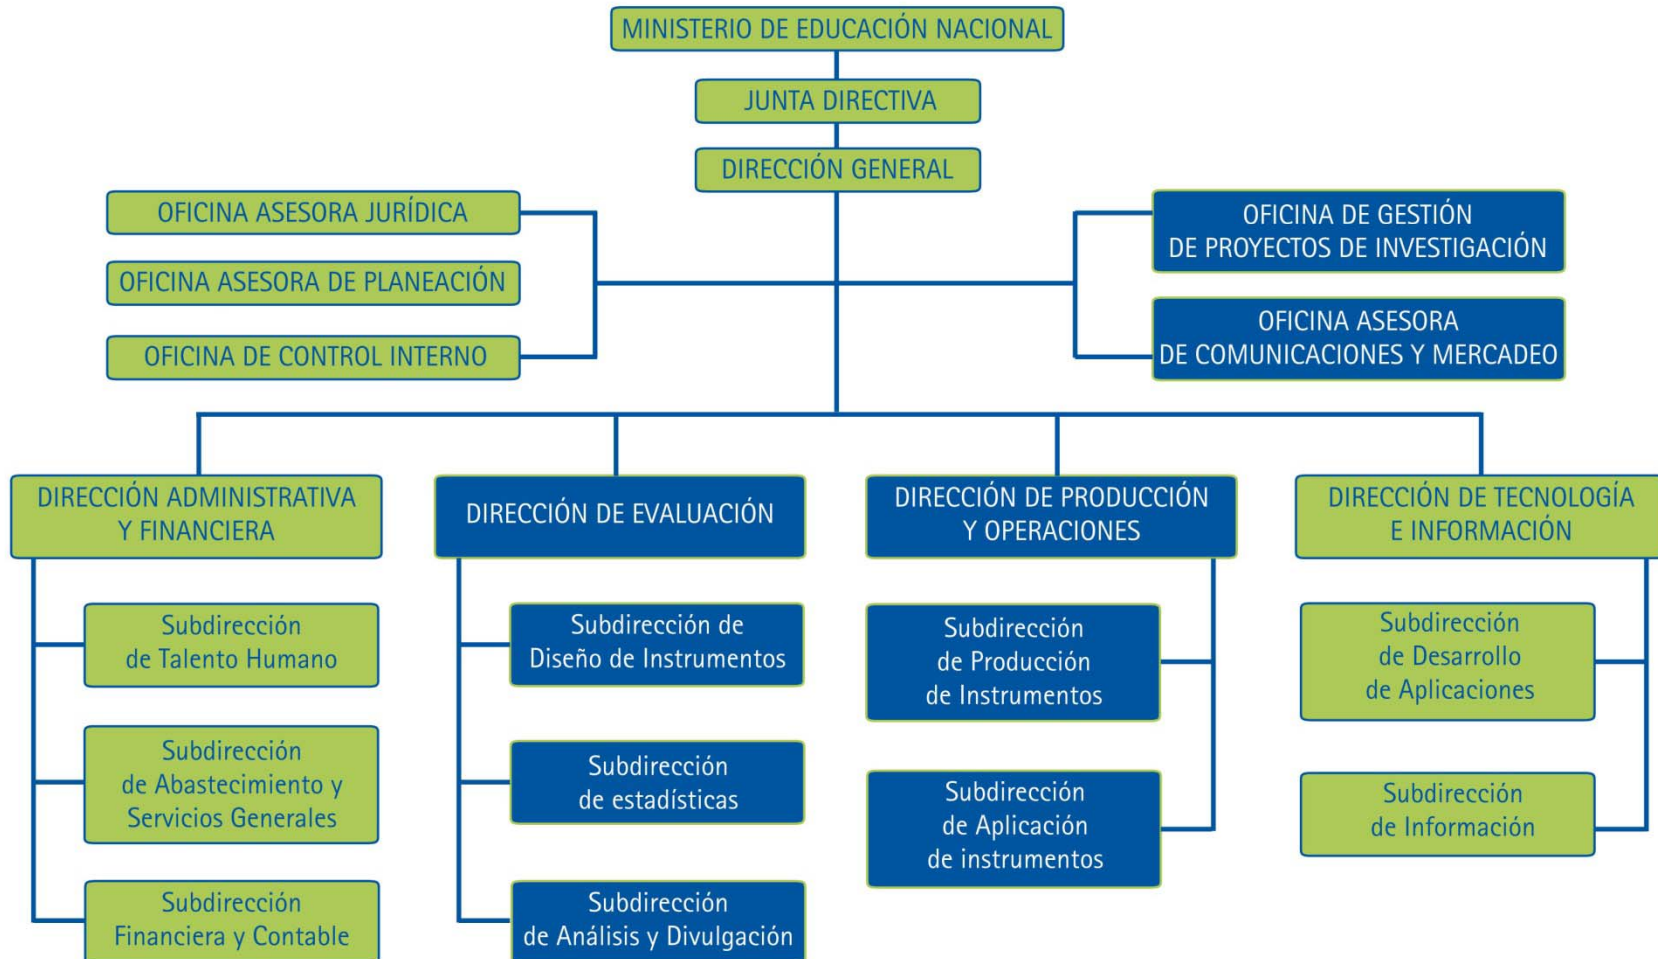 MINISTERIO DE EDUCACIÓN NACIONAL
JUNTA DIRECTIVA
DIRECCIÓN GENERAL
OFICINA ASESORA JURÍDICA
OFICINA ASESORA DE PLANEACIÓN
OFICINA DE CONTROL INTERNO
OFICINA DE GESTIÓN
DE PROYECTOS DE INVESTIGACIÓN
OFICINA ASESORA
DE COMUNICACIONES Y MERCADEO
DIRECCIÓN ADMINISTRATIVA
Y FINANCIERA
Subdirección
de Talento Humano
Subdirección
de Abastecimiento y
Servicios Generales
Subdirección
Financiera y Contable
DIRECCIÓN DE EVALUACIÓN
Subdirección de
Diseño de Instrumentos
Subdirección
de estadísticas
Subdirección
de Análisis y Divulgación
DIRECCIÓN DE PRODUCCIÓN
Y OPERACIONES
Subdirección
de Producción
de Instrumentos
Subdirección
de Aplicación
de instrumentos
DIRECCIÓN DE TECNOLOGÍA
E INFORMACIÓN
Subdirección
de Desarrollo
de Aplicaciones
Subdirección
de Información